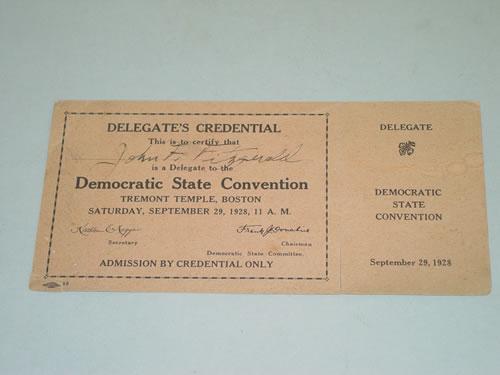 DELEGATE'S CREDENTIAL
This is to certify that
John F. Fitzgerald
is a Delegate to the
Democratic State Convention
TREMONT TEMPLE, BOSTON
SATURDAY, SEPTEMBER 29, 1928, 11 A. M.
Frank J. Donahue
Secretary Chairman
Democratic State Committee.
ADMISSION BY CREDENTIAL ONLY
DELEGATE
DEMOCRATIC
STATE
CONVENTION
September 29, 1928